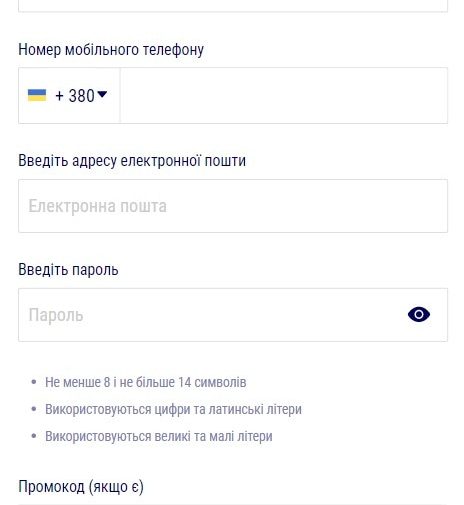 Номер мобільного телефону
+ 380
Введіть адресу електронної пошти
Електронна пошта
Введіть пароль
Пароль
• Не менше 8 і не більше 14 символів
• Використовуються цифри та латинські літери
• Використовуються великі та малі літери
Промокод (якщо є)